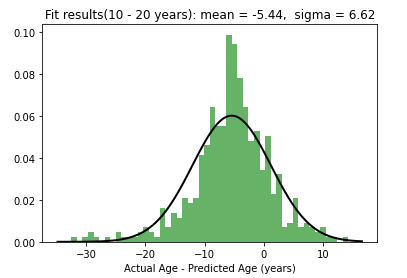 Fit results(10 - 20 years): mean = -5.44,  sigma = 6.62
0.10
0.08
0.06
0.04
0.02
0.00
−30 −20 −10 0 10
Actual Age - Predicted Age (years)